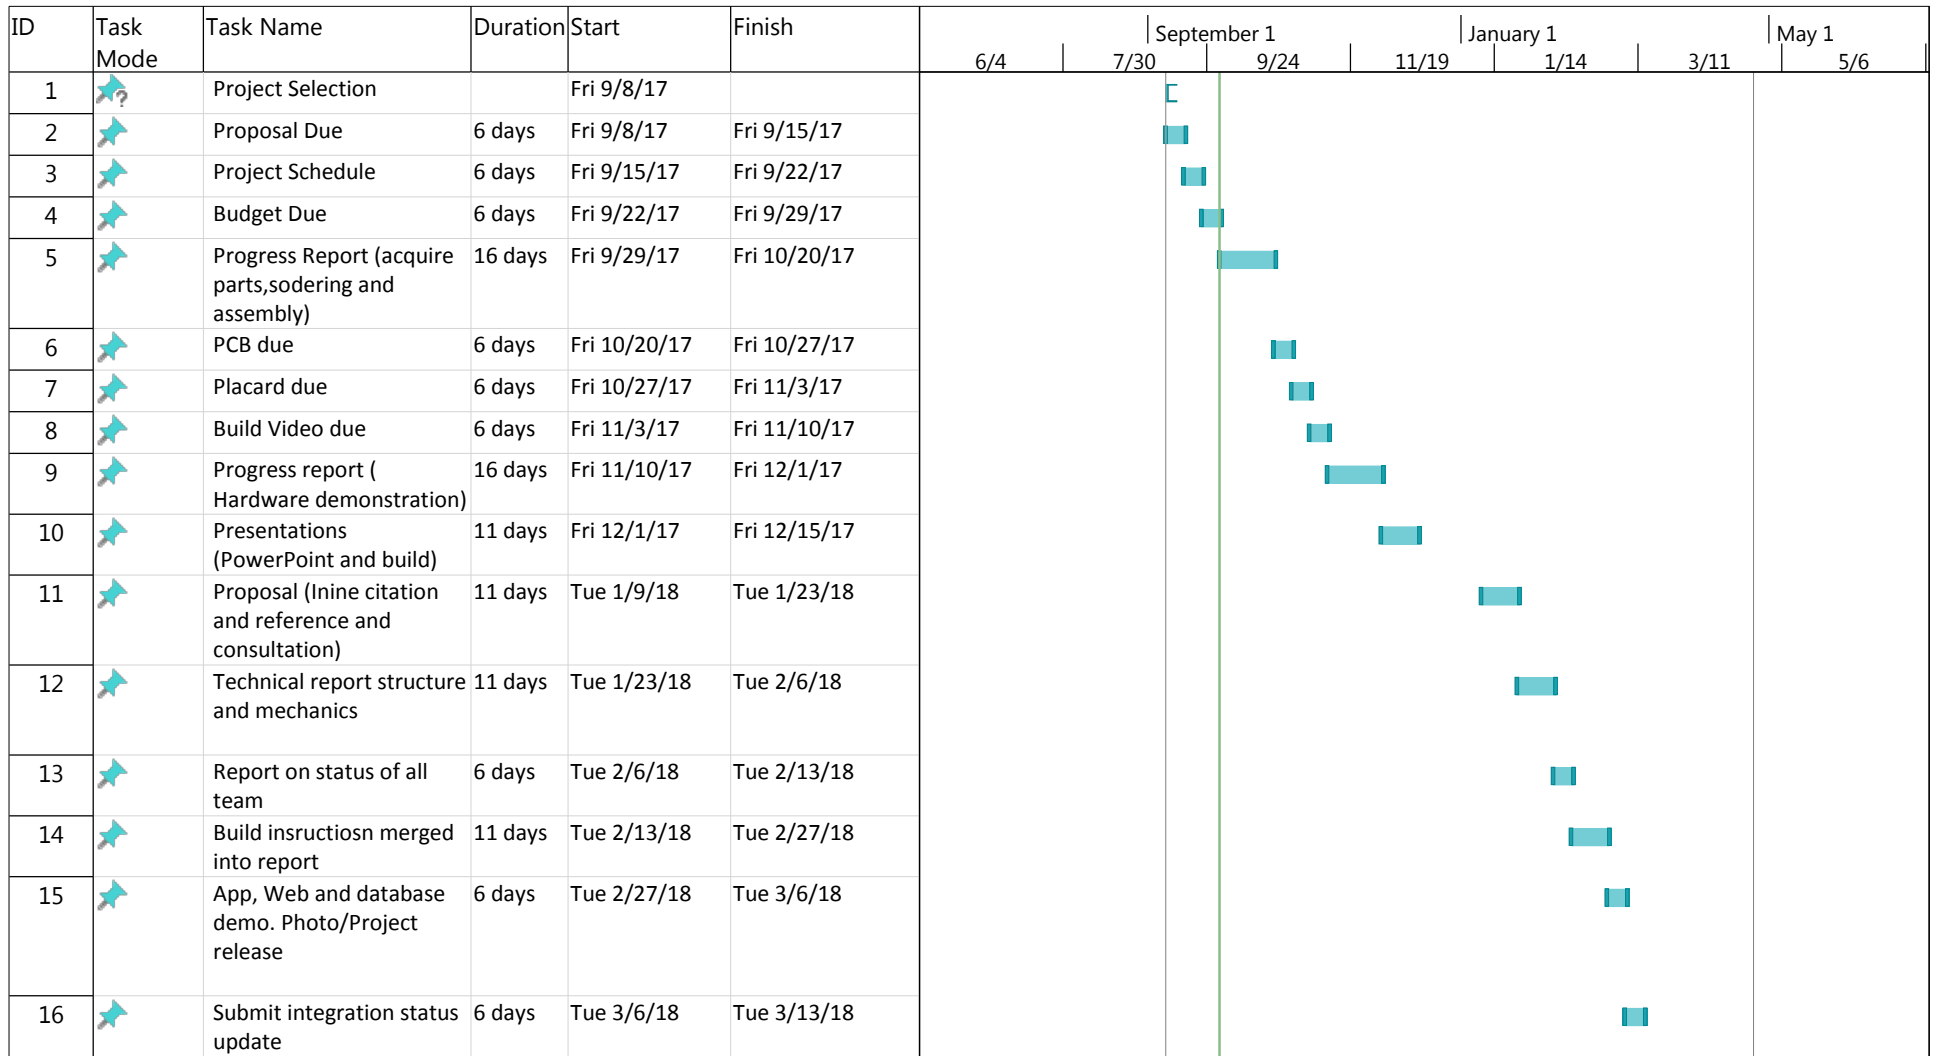 ID Task Mode Task Name Duration Start Finish
September 1 January 1 May 1
6/4 7/30 9/24 11/19 1/14 3/11 5/6
1 Project Selection Fri 9/8/17
2 Proposal Due 6 days Fri 9/8/17 Fri 9/15/17
3 Project Schedule 6 days Fri 9/15/17 Fri 9/22/17
4 Budget Due 6 days Fri 9/22/17 Fri 9/29/17
5 Progress Report (acquire 16 days Fri 9/29/17 Fri 10/20/17
parts,sodering and
assembly)
6 PCB due 6 days Fri 10/20/17 Fri 10/27/17
7 Placard due 6 days Fri 10/27/17 Fri 11/3/17
8 Build Video due 6 days Fri 11/3/17 Fri 11/10/17
9 Progress report ( 16 days Fri 11/10/17 Fri 12/1/17
Hardware demonstration)
10 Presentations 11 days Fri 12/1/17 Fri 12/15/17
(PowerPoint and build)
11 Proposal (Inine citation 11 days Tue 1/9/18 Tue 1/23/18
and reference and
consultation)
12 Technical report structure 11 days Tue 1/23/18 Tue 2/6/18
and mechanics
13 Report on status of all 6 days Tue 2/6/18 Tue 2/13/18
team
14 Build insructiosn merged 11 days Tue 2/13/18 Tue 2/27/18
into report
15 App, Web and database 6 days Tue 2/27/18 Tue 3/6/18
demo. Photo/Project
release
16 Submit integration status 6 days Tue 3/6/18 Tue 3/13/18
update